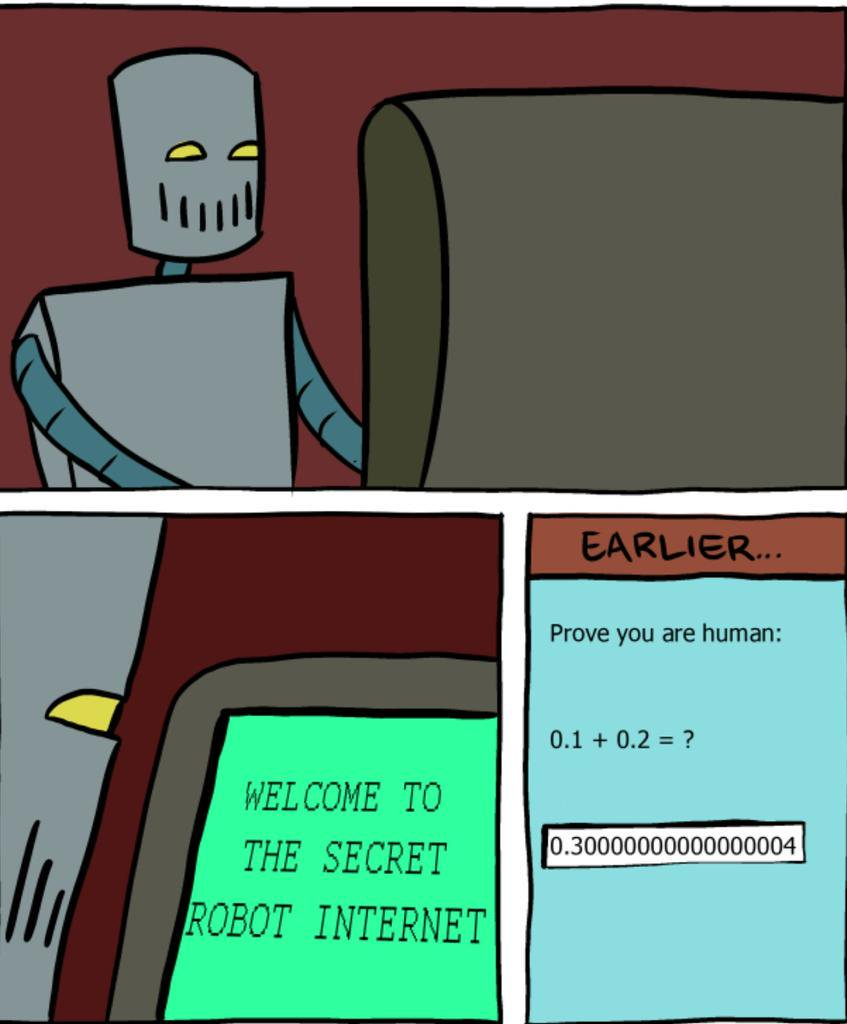 WELCOME TO
THE SECRET
ROBOT INTERNET
EARLIER...
Prove you are human:
0.1 + 0.2 = ?
0.30000000000000004